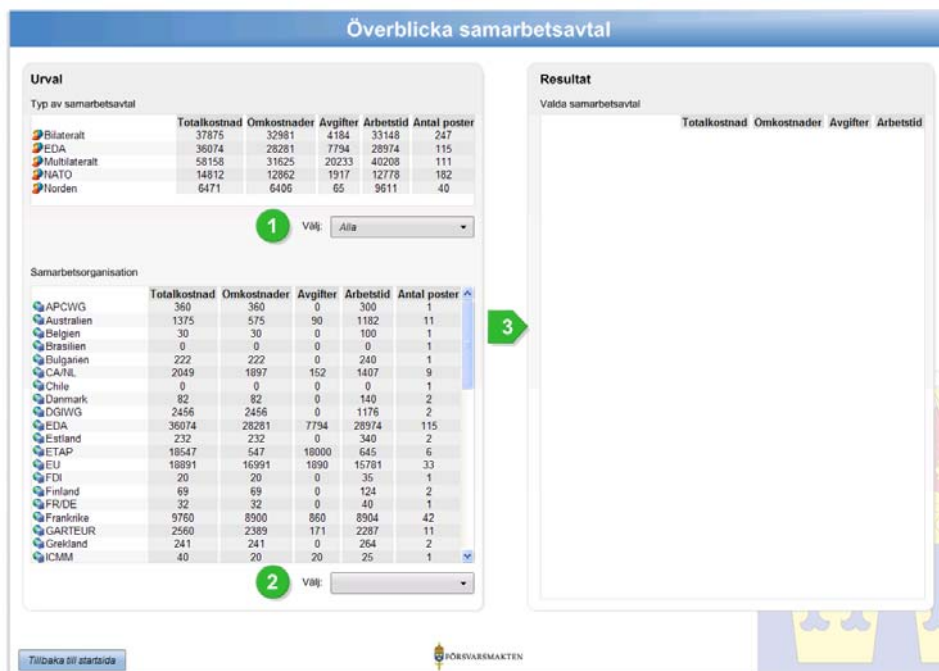 Överblicka samarbetsavtal
Urval
Typ av samarbetsavtal
Totalkostnad Omkostnader Avgifter Arbetstid Antal poster
Bilateralt 37875 32981 4184 33148 247
EDA 36074 28281 7794 28974 115
Multilateralt 58158 31625 20233 40208 111
NATO 14812 12862 1917 12778 182
Norden 6471 6406 65 9611 40
1 Välj: Alla
Samarbetsorganisation
Totalkostnad Omkostnader Avgifter Arbetstid Antal poster
APCWG 360 360 0 300 1
Australien 1375 575 90 1182 11
Belgien 30 30 0 100 1
Brasilien 0 0 0 0 1
Bulgarien 222 222 0 240 1
CA/NL 2049 1897 152 1407 9
Chile 0 0 0 0 1
Danmark 82 82 0 140 2
DGIWG 2456 2456 0 1176 2
EDA 36074 28281 7794 28974 115
Estland 232 232 0 340 2
ETAP 18547 547 18000 645 6
EU 18891 16991 1890 15781 33
FDI 20 20 0 35 1
Finland 69 69 0 124 2
FR/DE 32 32 0 40 1
Frankrike 9760 8900 860 8904 42
GARTEUR 2560 2389 171 2287 11
Grekland 241 241 0 264 2
ICMM 40 20 20 25 1
2 Välj:
3
Resultat
Valda samarbetsavtal
Totalkostnad Omkostnader Avgifter Arbetstid
Tillbaka till startsida
FÖRSVARSMAKTEN